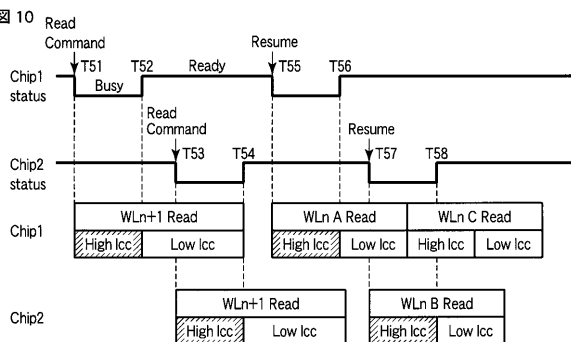 図 10
Read
Command
Resume
T51 T52 Ready T55 T56
Chip1
status
Busy
Read
Command
Resume
T53 T54 T57 T58
Chip2
status
Chip1
WLn+1 Read WLn A Read WLn C Read
High Icc Low Icc High Icc Low Icc High Icc Low Icc
Chip2
WLn+1 Read WLn B Read
High Icc Low Icc High Icc Low Icc